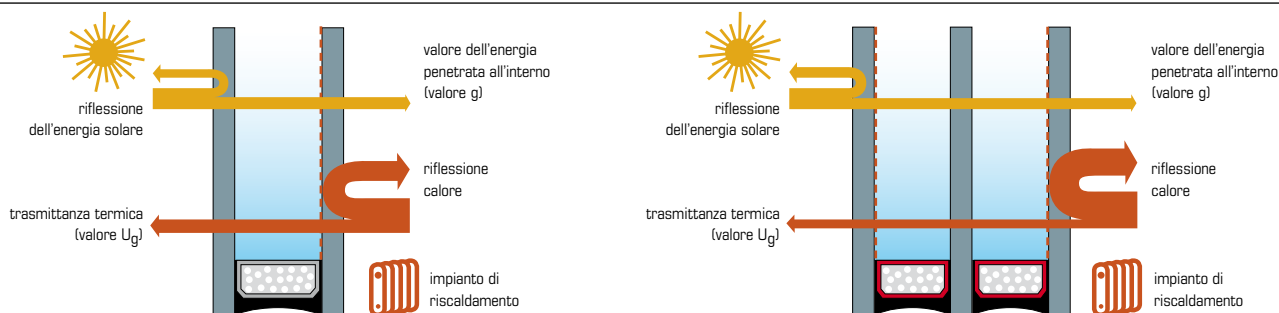 valore dell'energia
penetrata all'interno
(valore g)
riflessione
dell'energia solare
riflessione
calore
trasmittanza termica
(valore Ug)
impianto di
riscaldamento
valore dell'energia
penetrata all'interno
(valore g)
riflessione
dell'energia solare
riflessione
calore
trasmittanza termica
(valore Ug)
impianto di
riscaldamento